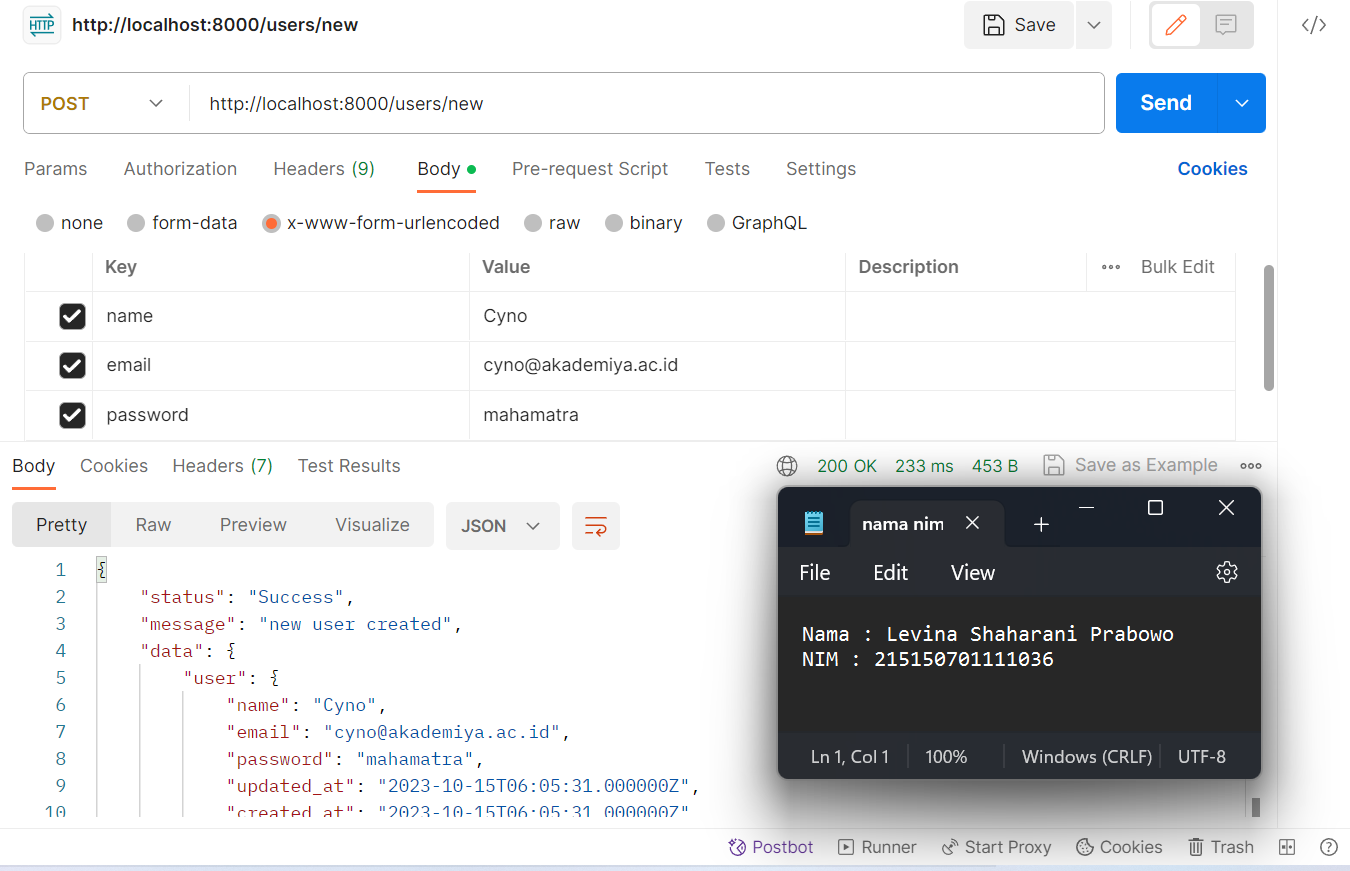 HTTP http://localhost:8000/users/new Save
POST http://localhost:8000/users/new Send
Params Authorization Headers (9) Body Pre-request Script Tests Settings Cookies
none form-data x-www-form-urlencoded raw binary GraphQL
Key Value Description Bulk Edit
name Cyno
email cyno@akademiya.ac.id
password mahamatra
Body Cookies Headers (7) Test Results 200 OK 233 ms 453 B Save as Example
Pretty Raw Preview Visualize JSON
1 {
2 "status": "Success",
3 "message": "new user created",
4 "data": {
5 "user": {
6 "name": "Cyno",
7 "email": "cyno@akademiya.ac.id",
8 "password": "mahamatra",
9 "updated_at": "2023-10-15T06:05:31.000000Z",
10 "created_at": "2023-10-15T06:05:31.000000Z"
nama nim
File Edit View
Nama : Levina Shaharani Prabowo
NIM : 215150701111036
Ln 1, Col 1 100% Windows (CRLF) UTF-8
Postbot Runner Start Proxy Cookies Trash